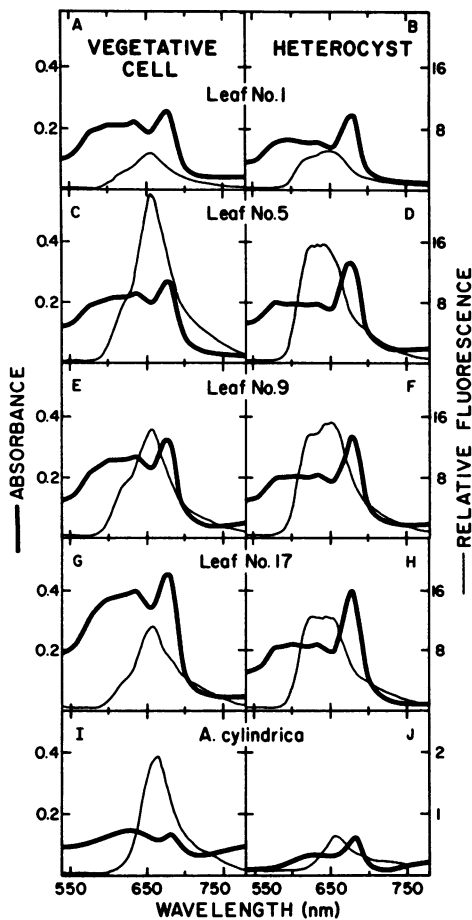 A
B
VEGETATIVE
CELL
HETEROCYST
Leaf No.1
0.4
0.2
16
8
C
Leaf No.5
D
0.4
0.2
16
8
E
Leaf No.9
F
0.4
0.2
16
8
G
Leaf No.17
H
0.4
0.2
16
8
I
A. cylindrica
J
0.4
0.2
2
1
550 650 750 550 650 750
WAVELENGTH (nm)
ABSORBANCE
RELATIVE FLUORESCENCE